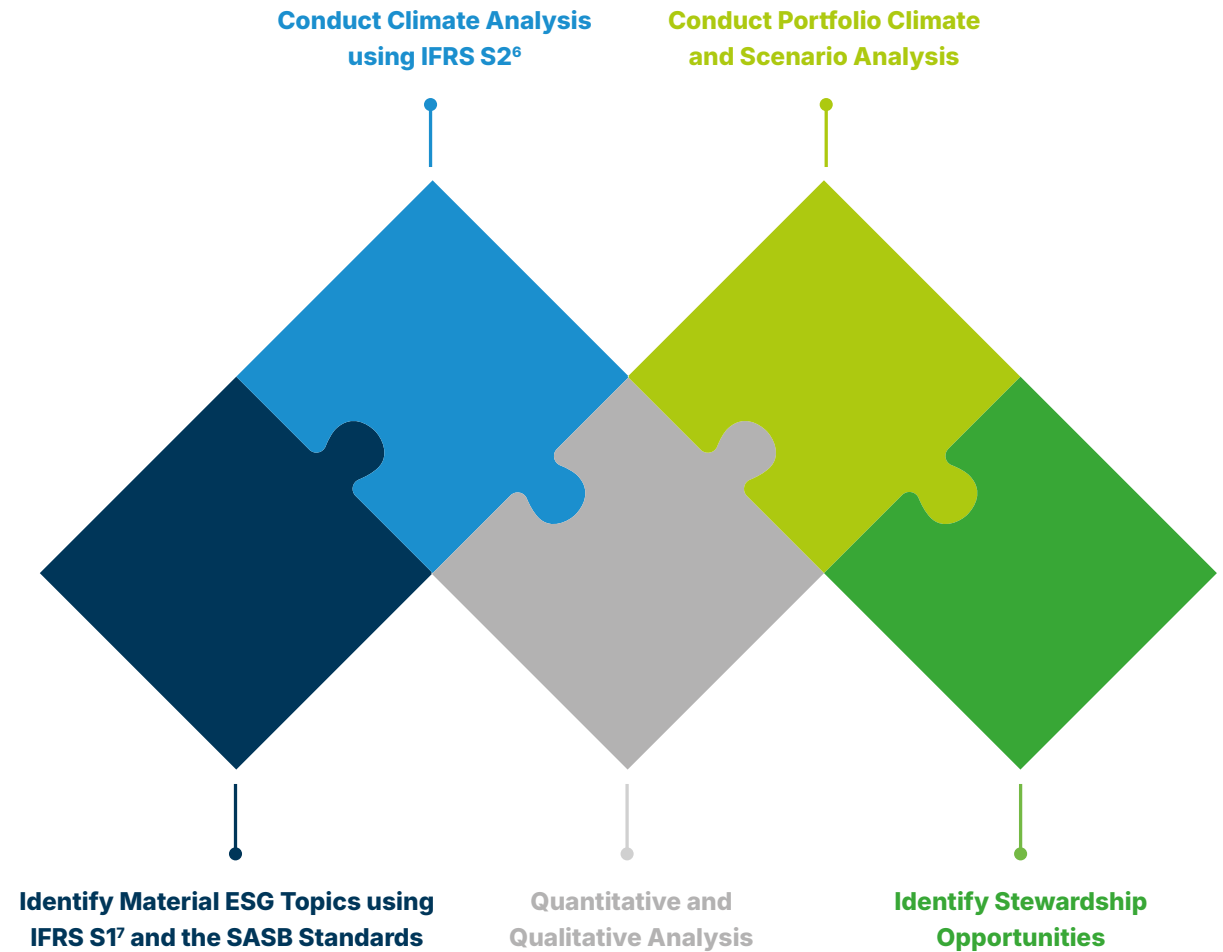 Conduct Climate Analysis
using IFRS S2⁶
Conduct Portfolio Climate
and Scenario Analysis
Identify Material ESG Topics using
IFRS S1⁷ and the SASB Standards
Quantitative and
Qualitative Analysis
Identify Stewardship
Opportunities